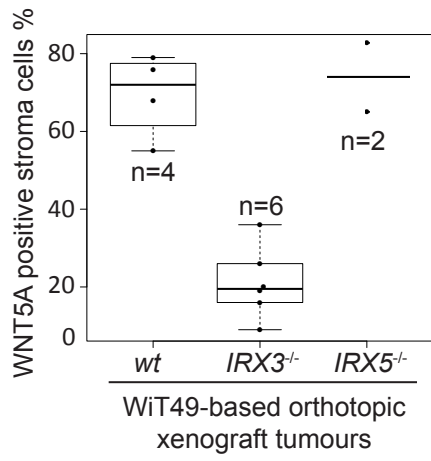 WNT5A positive stroma cells %
80
60
40
20
0
n=4
n=6
n=2
wt IRX3-/- IRX5-/-
WiT49-based orthotopic
xenograft tumours